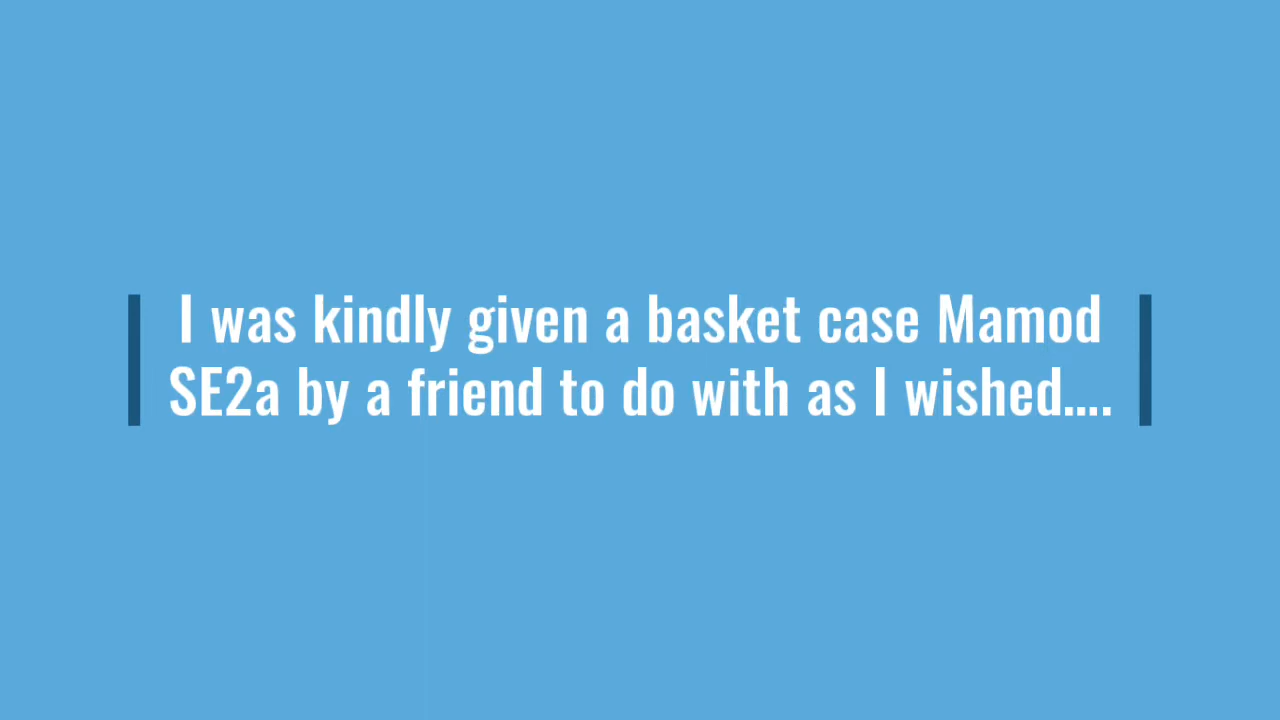 I was kindly given a basket case Mamod
SE2a by a friend to do with as I wished....